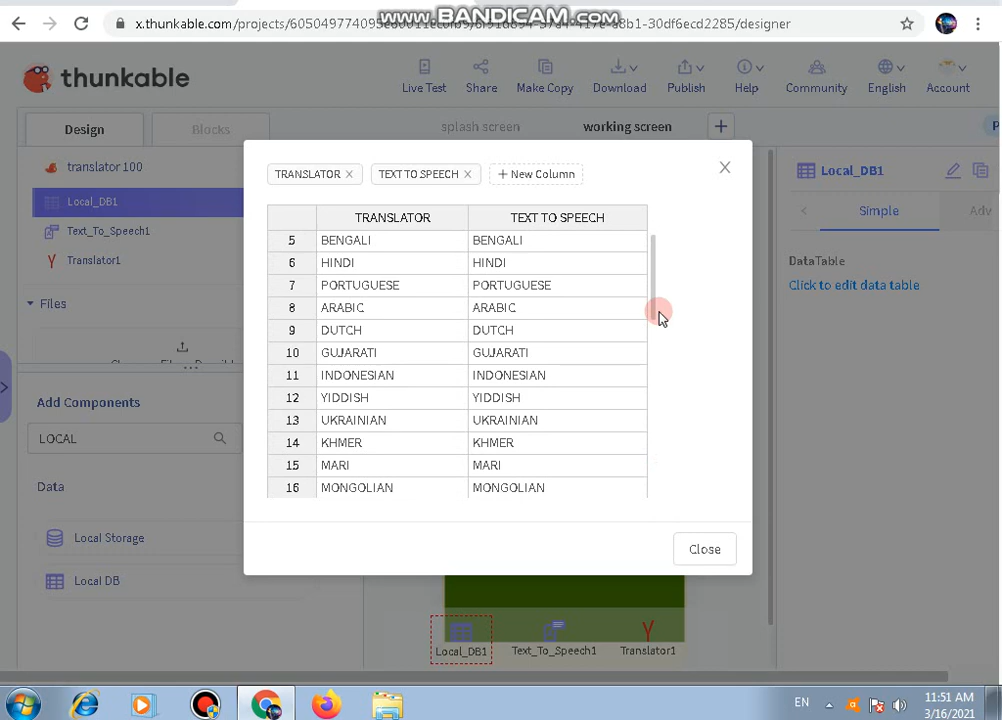 www.BANDICAM.com
thunkable
Live Test
Share
Make Copy
Download
Publish
Help
Community
English
Account
Design
Blocks
splash screen
working screen
translator 100
Local_DB1
Text_To_Speech1
Translator1
Files
Add Components
LOCAL
Data
Local Storage
Local DB
TRANSLATOR
TEXT TO SPEECH
+ New Column
TRANSLATOR TEXT TO SPEECH
5 BENGALI BENGALI
6 HINDI HINDI
7 PORTUGUESE PORTUGUESE
8 ARABIC ARABIC
9 DUTCH DUTCH
10 GUJARATI GUJARATI
11 INDONESIAN INDONESIAN
12 YIDDISH YIDDISH
13 UKRAINIAN UKRAINIAN
14 KHMER KHMER
15 MARI MARI
16 MONGOLIAN MONGOLIAN
Close
Local_DB1
Simple
Adv
DataTable
Click to edit data table
Local_DB1
Text_To_Speech1
Translator1
EN
11:51 AM
3/16/2021